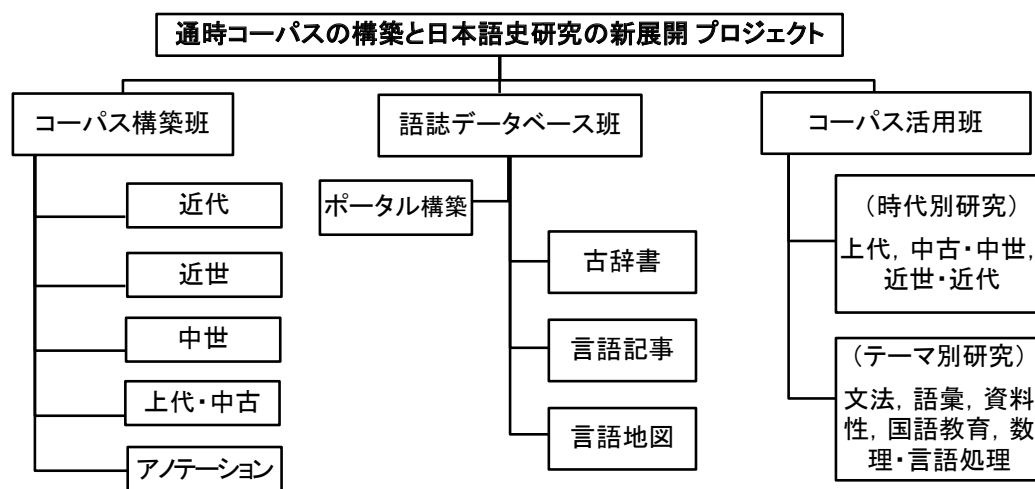 通時コーパスの構築と日本語史研究の新展開 プロジェクト
コーパス構築班
近代
近世
中世
上代・中古
アノテーション
語誌データベース班
ポータル構築
古辞書
言語記事
言語地図
コーパス活用班
（時代別研究）
上代，中古・中世，
近世・近代
（テーマ別研究）
文法，語彙，資料
性，国語教育，数
理・言語処理